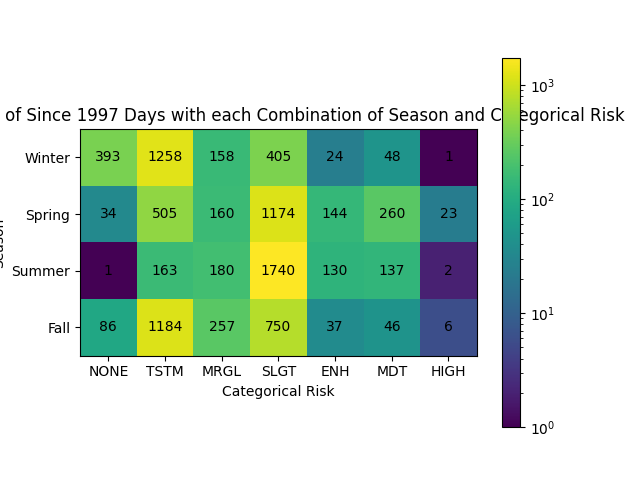 of Since 1997 Days with each Combination of Season and Categorical Risk
Season
Winter 393 1258 158 405 24 48 1
Spring 34 505 160 1174 144 260 23
Summer 1 163 180 1740 130 137 2
Fall 86 1184 257 750 37 46 6
NONE TSTM MRGL SLGT ENH MDT HIGH
Categorical Risk
10³
10²
10¹
10⁰